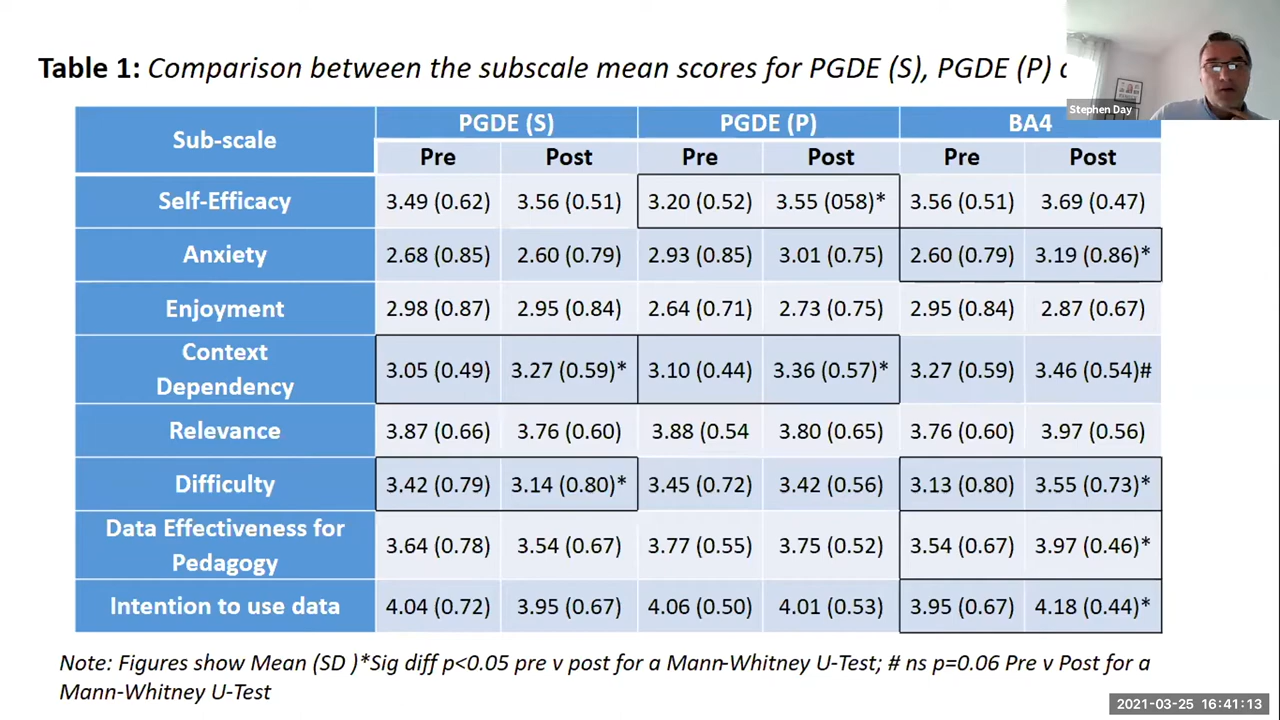 Table 1: Comparison between the subscale mean scores for PGDE (S), PGDE (P)
Stephen Day
Sub-scale PGDE (S) PGDE (P) BA4
Pre Post Pre Post Pre Post
Self-Efficacy 3.49 (0.62) 3.56 (0.51) 3.20 (0.52) 3.55 (058)* 3.56 (0.51) 3.69 (0.47)
Anxiety 2.68 (0.85) 2.60 (0.79) 2.93 (0.85) 3.01 (0.75) 2.60 (0.79) 3.19 (0.86)*
Enjoyment 2.98 (0.87) 2.95 (0.84) 2.64 (0.71) 2.73 (0.75) 2.95 (0.84) 2.87 (0.67)
Context
Dependency 3.05 (0.49) 3.27 (0.59)* 3.10 (0.44) 3.36 (0.57)* 3.27 (0.59) 3.46 (0.54)#
Relevance 3.87 (0.66) 3.76 (0.60) 3.88 (0.54 3.80 (0.65) 3.76 (0.60) 3.97 (0.56)
Difficulty 3.42 (0.79) 3.14 (0.80)* 3.45 (0.72) 3.42 (0.56) 3.13 (0.80) 3.55 (0.73)*
Data Effectiveness for
Pedagogy 3.64 (0.78) 3.54 (0.67) 3.77 (0.55) 3.75 (0.52) 3.54 (0.67) 3.97 (0.46)*
Intention to use data 4.04 (0.72) 3.95 (0.67) 4.06 (0.50) 4.01 (0.53) 3.95 (0.67) 4.18 (0.44)*
Note: Figures show Mean (SD )*Sig diff p<0.05 pre v post for a Mann-Whitney U-Test; # ns p=0.06 Pre v Post for a
Mann-Whitney U-Test
2021-03-25 16:41:13